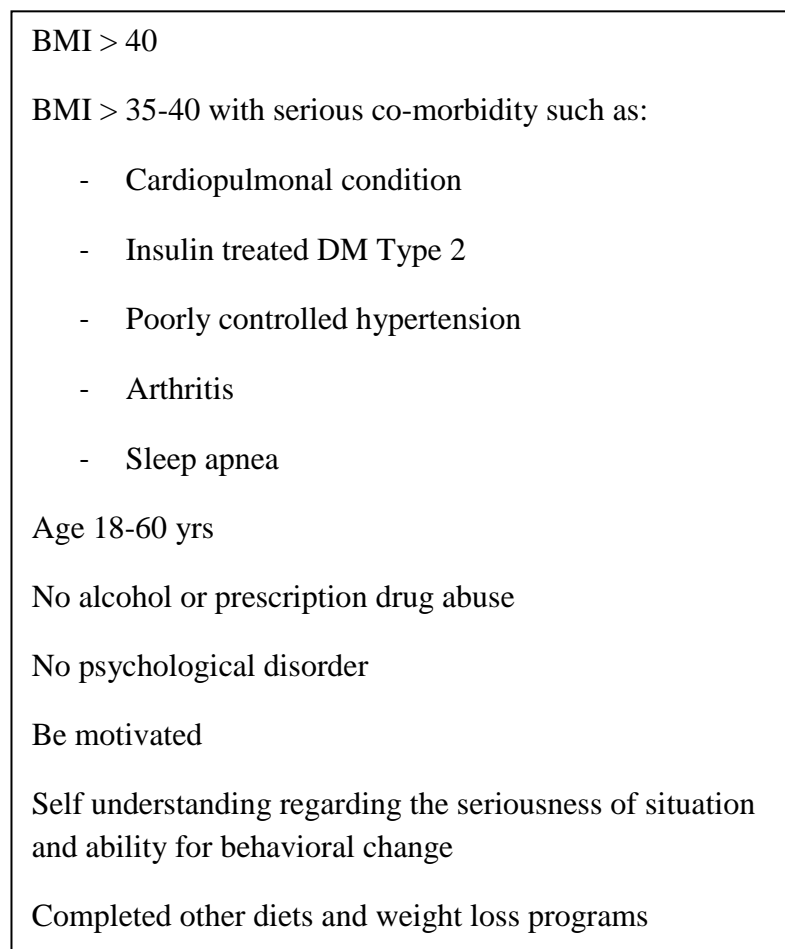 BMI > 40
BMI > 35-40 with serious co-morbidity such as:
- Cardiopulmonal condition
- Insulin treated DM Type 2
- Poorly controlled hypertension
- Arthritis
- Sleep apnea
Age 18-60 yrs
No alcohol or prescription drug abuse
No psychological disorder
Be motivated
Self understanding regarding the seriousness of situation
and ability for behavioral change
Completed other diets and weight loss programs